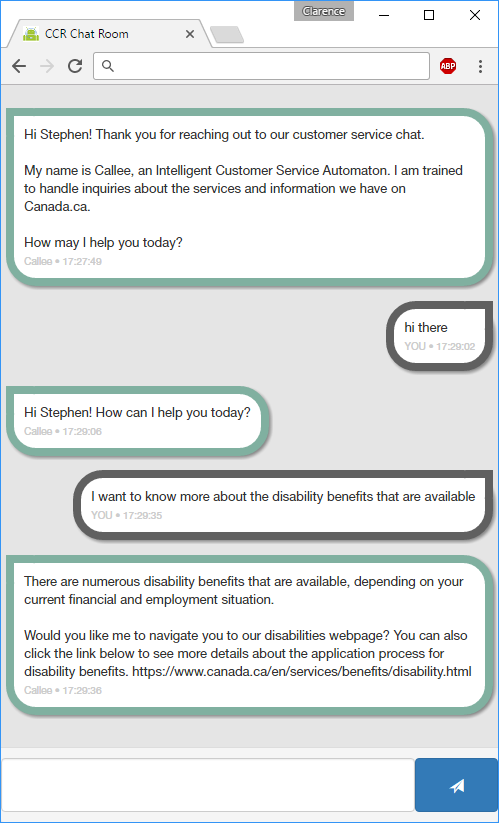 Clarence
CCR Chat Room
ABP
Hi Stephen! Thank you for reaching out to our customer service chat.
My name is Callee, an Intelligent Customer Service Automaton. I am trained
to handle inquiries about the services and information we have on
Canada.ca.
How may I help you today?
Callee • 17:27:49
hi there
YOU • 17:29:02
Hi Stephen! How can I help you today?
Callee • 17:29:06
I want to know more about the disability benefits that are available
YOU • 17:29:35
There are numerous disability benefits that are available, depending on your
current financial and employment situation.
Would you like me to navigate you to our disabilities webpage? You can also
click the link below to see more details about the application process for
disability benefits. https://www.canada.ca/en/services/benefits/disability.html
Callee • 17:29:36